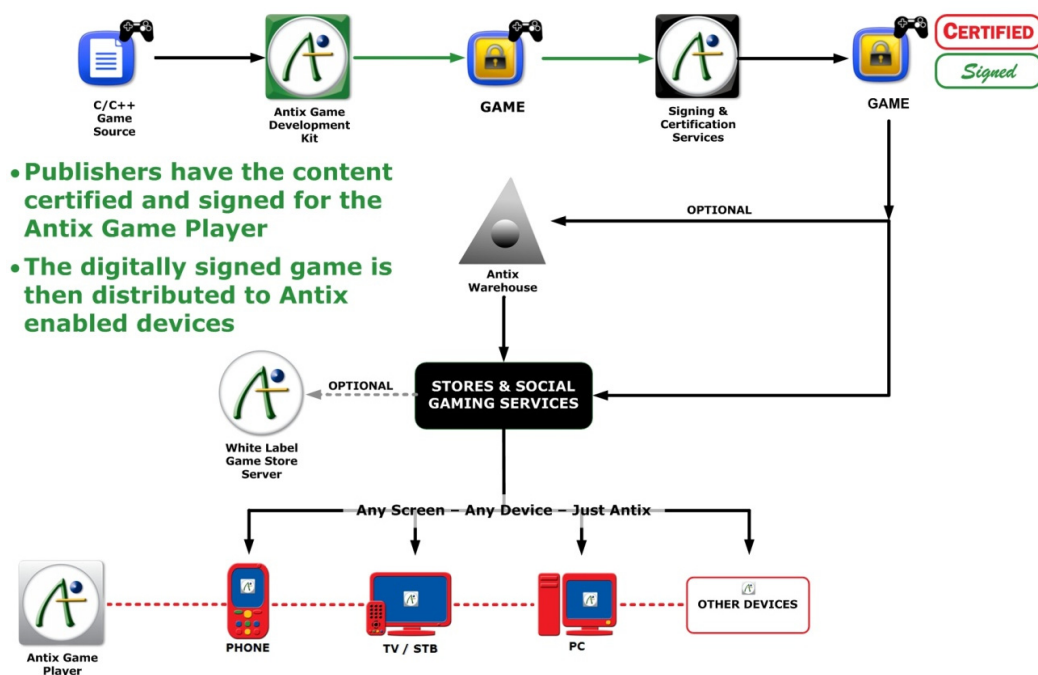 CERTIFIED
Signed
C/C++
Game
Source
Antix Game
Development
Kit
GAME
Signing &
Certification
Services
GAME
• Publishers have the content
certified and signed for the
Antix Game Player
• The digitally signed game is
then distributed to Antix
enabled devices
OPTIONAL
Antix
Warehouse
OPTIONAL
STORES & SOCIAL
GAMING SERVICES
White Label
Game Store
Server
Any Screen – Any Device – Just Antix
OTHER DEVICES
PHONE
TV / STB
PC
Antix Game
Player